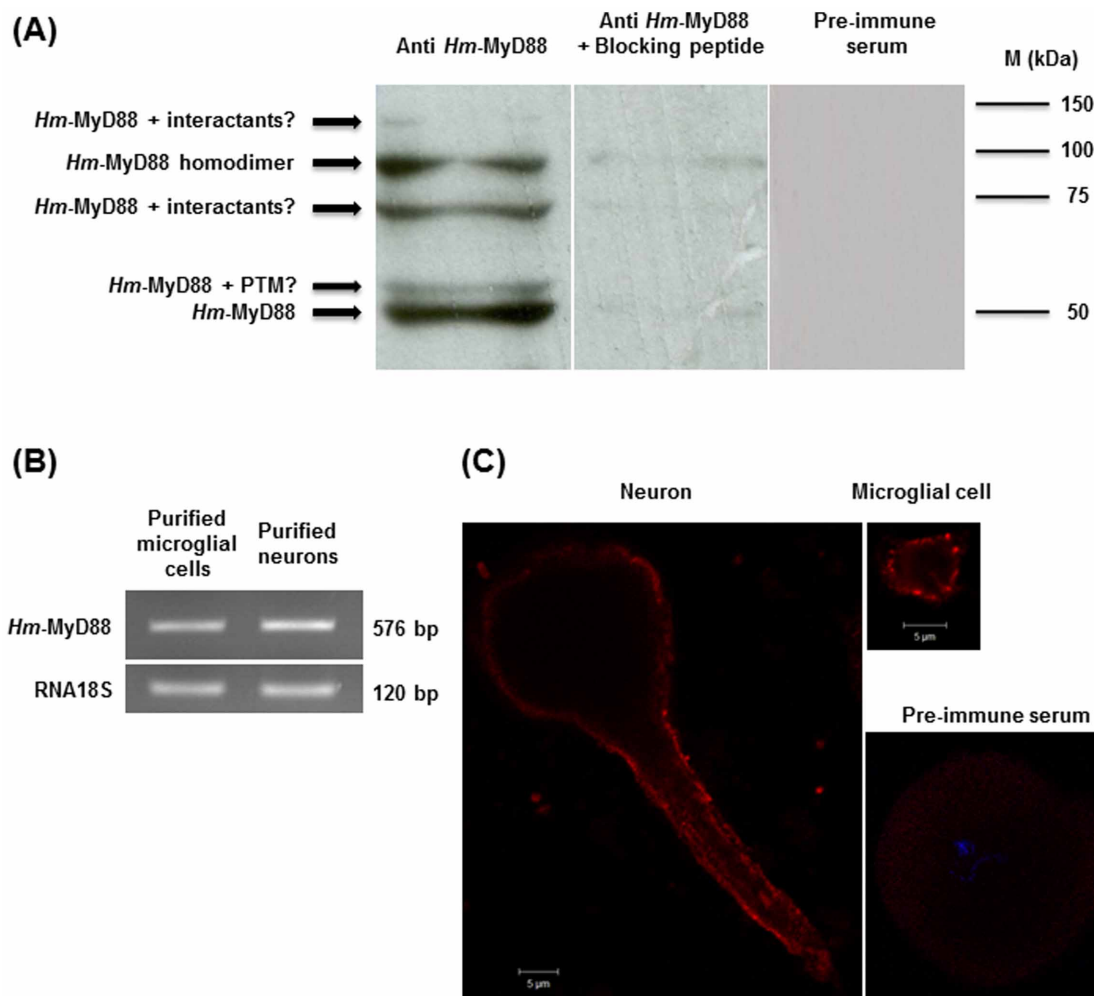 (A)
Anti Hm-MyD88
Anti Hm-MyD88
+ Blocking peptide
Pre-immune
serum
M (kDa)
Hm-MyD88 + interactants?
Hm-MyD88 homodimer
Hm-MyD88 + interactants?
Hm-MyD88 + PTM?
Hm-MyD88
150
100
75
50
(B)
Purified
microglial
cells
Purified
neurons
Hm-MyD88
576 bp
RNA18S
120 bp
(C)
Neuron
Microglial cell
5 µm
Pre-immune serum
5 µm